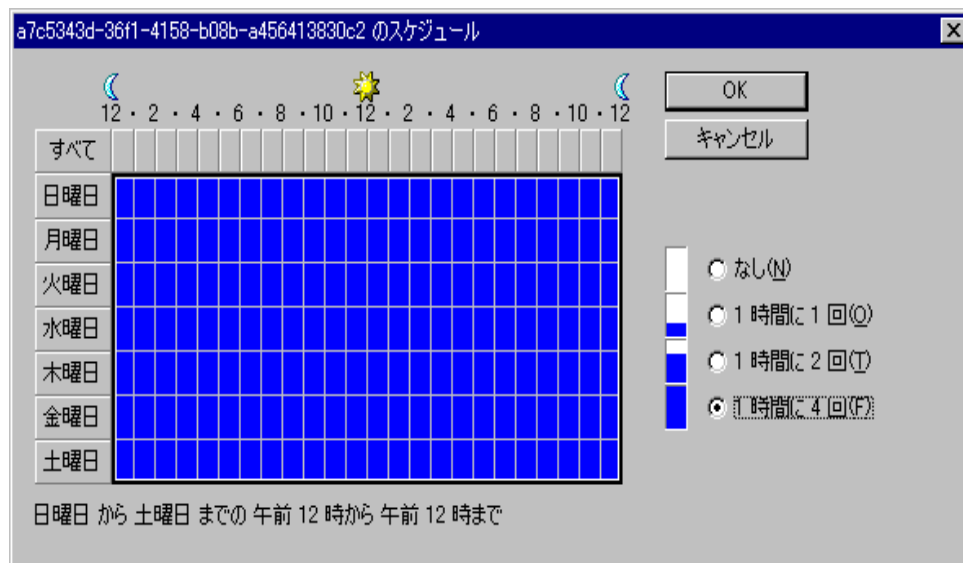 a7c5343d-36f1-4158-b08b-a456413830c2 のスケジュール
12・2・4・6・8・10・12・2・4・6・8・10・12
OK
キャンセル
すべて
日曜日
月曜日
火曜日
水曜日
木曜日
金曜日
土曜日
なし(N)
1 時間に 1 回(O)
1 時間に 2 回(T)
1 時間に 4 回(F)
日曜日 から 土曜日 までの 午前 12 時から 午前 12 時まで